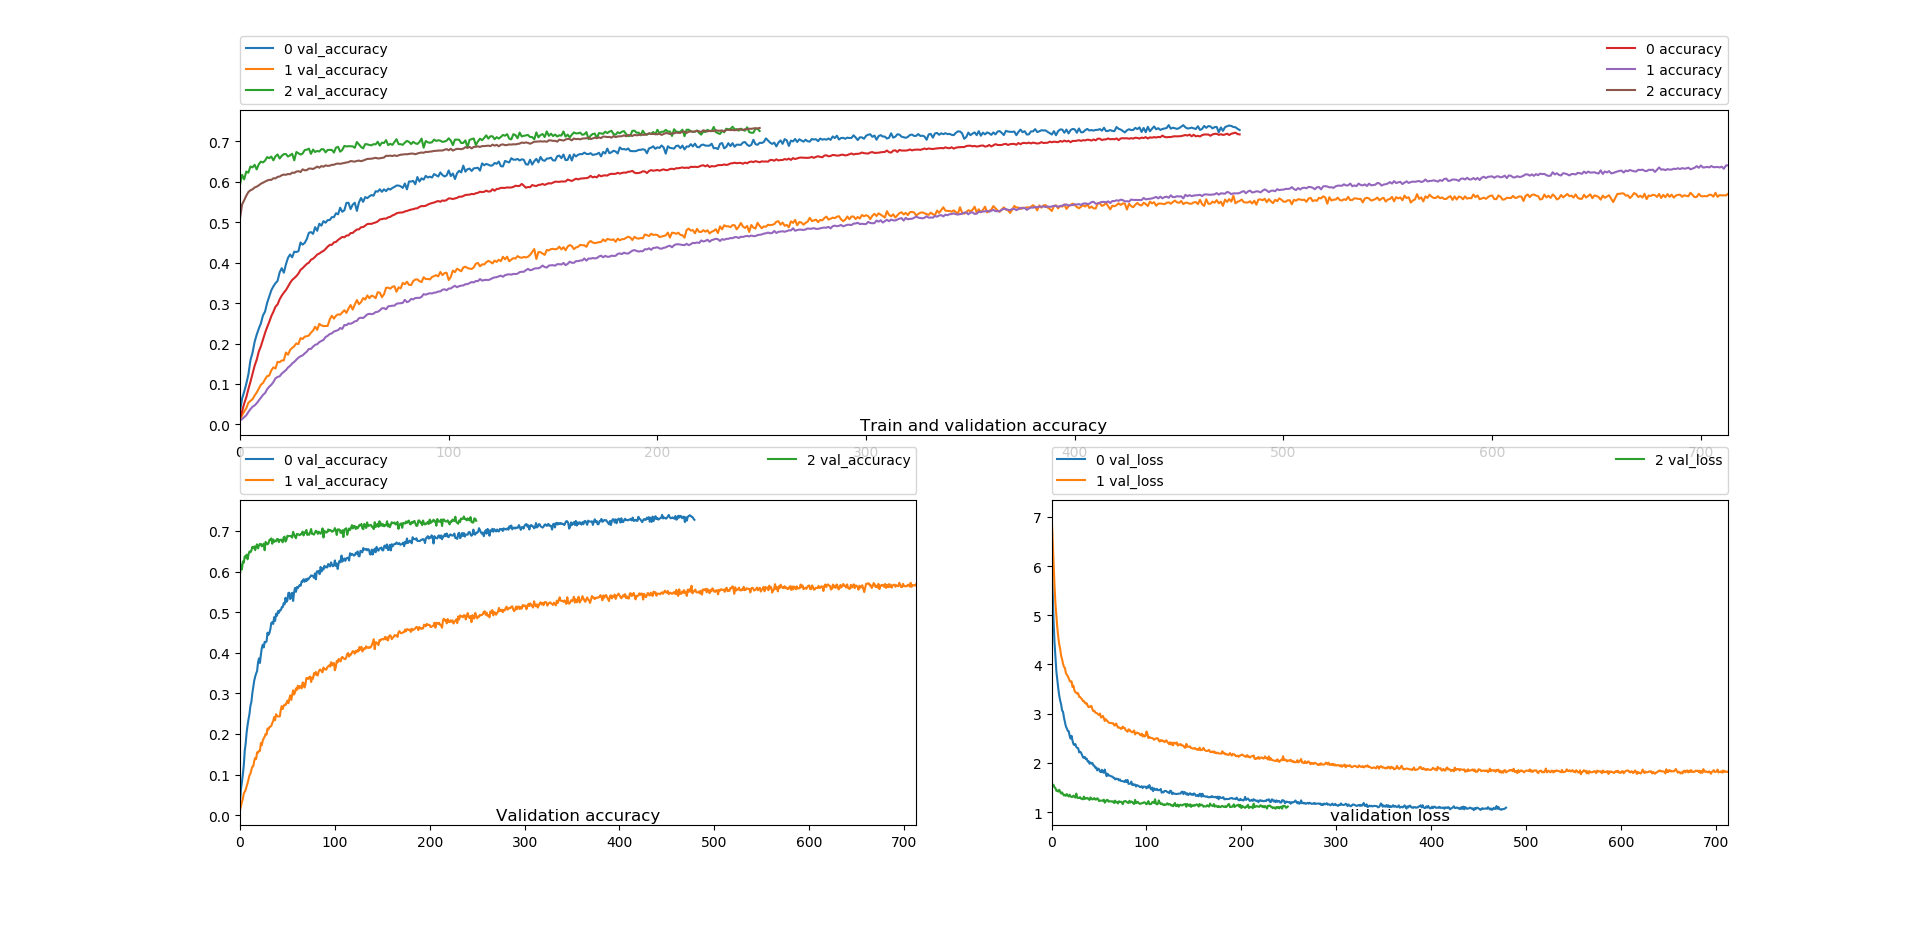 0 val_accuracy
1 val_accuracy
2 val_accuracy
0 accuracy
1 accuracy
2 accuracy
0.7
0.6
0.5
0.4
0.3
0.2
0.1
0.0
Train and validation accuracy
0 100 200 300 400 500 600 700
0 val_accuracy
1 val_accuracy
2 val_accuracy
0.7
0.6
0.5
0.4
0.3
0.2
0.1
0.0
Validation accuracy
0 100 200 300 400 500 600 700
0 val_loss
1 val_loss
2 val_loss
7
6
5
4
3
2
1
validation loss
0 100 200 300 400 500 600 700